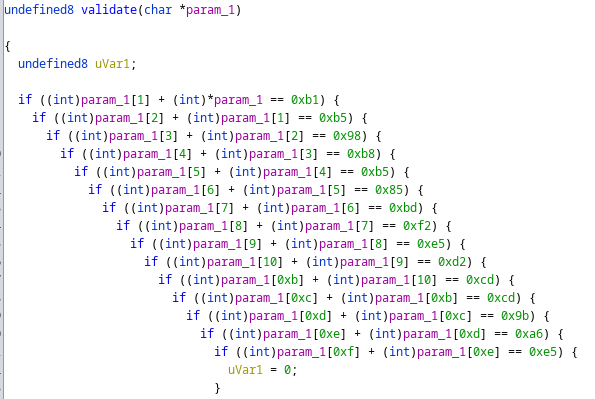 undefined8 validate(char *param_1)
{
undefined8 uVar1;
if ((int)param_1[1] + (int)*param_1 == 0xb1) {
if ((int)param_1[2] + (int)param_1[1] == 0xb5) {
if ((int)param_1[3] + (int)param_1[2] == 0x98) {
if ((int)param_1[4] + (int)param_1[3] == 0xb8) {
if ((int)param_1[5] + (int)param_1[4] == 0xb5) {
if ((int)param_1[6] + (int)param_1[5] == 0x85) {
if ((int)param_1[7] + (int)param_1[6] == 0xbd) {
if ((int)param_1[8] + (int)param_1[7] == 0xf2) {
if ((int)param_1[9] + (int)param_1[8] == 0xe5) {
if ((int)param_1[10] + (int)param_1[9] == 0xd2) {
if ((int)param_1[0xb] + (int)param_1[10] == 0xcd) {
if ((int)param_1[0xc] + (int)param_1[0xb] == 0xcd) {
if ((int)param_1[0xd] + (int)param_1[0xc] == 0x9b) {
if ((int)param_1[0xe] + (int)param_1[0xd] == 0xa6) {
if ((int)param_1[0xf] + (int)param_1[0xe] == 0xe5) {
uVar1 = 0;
}